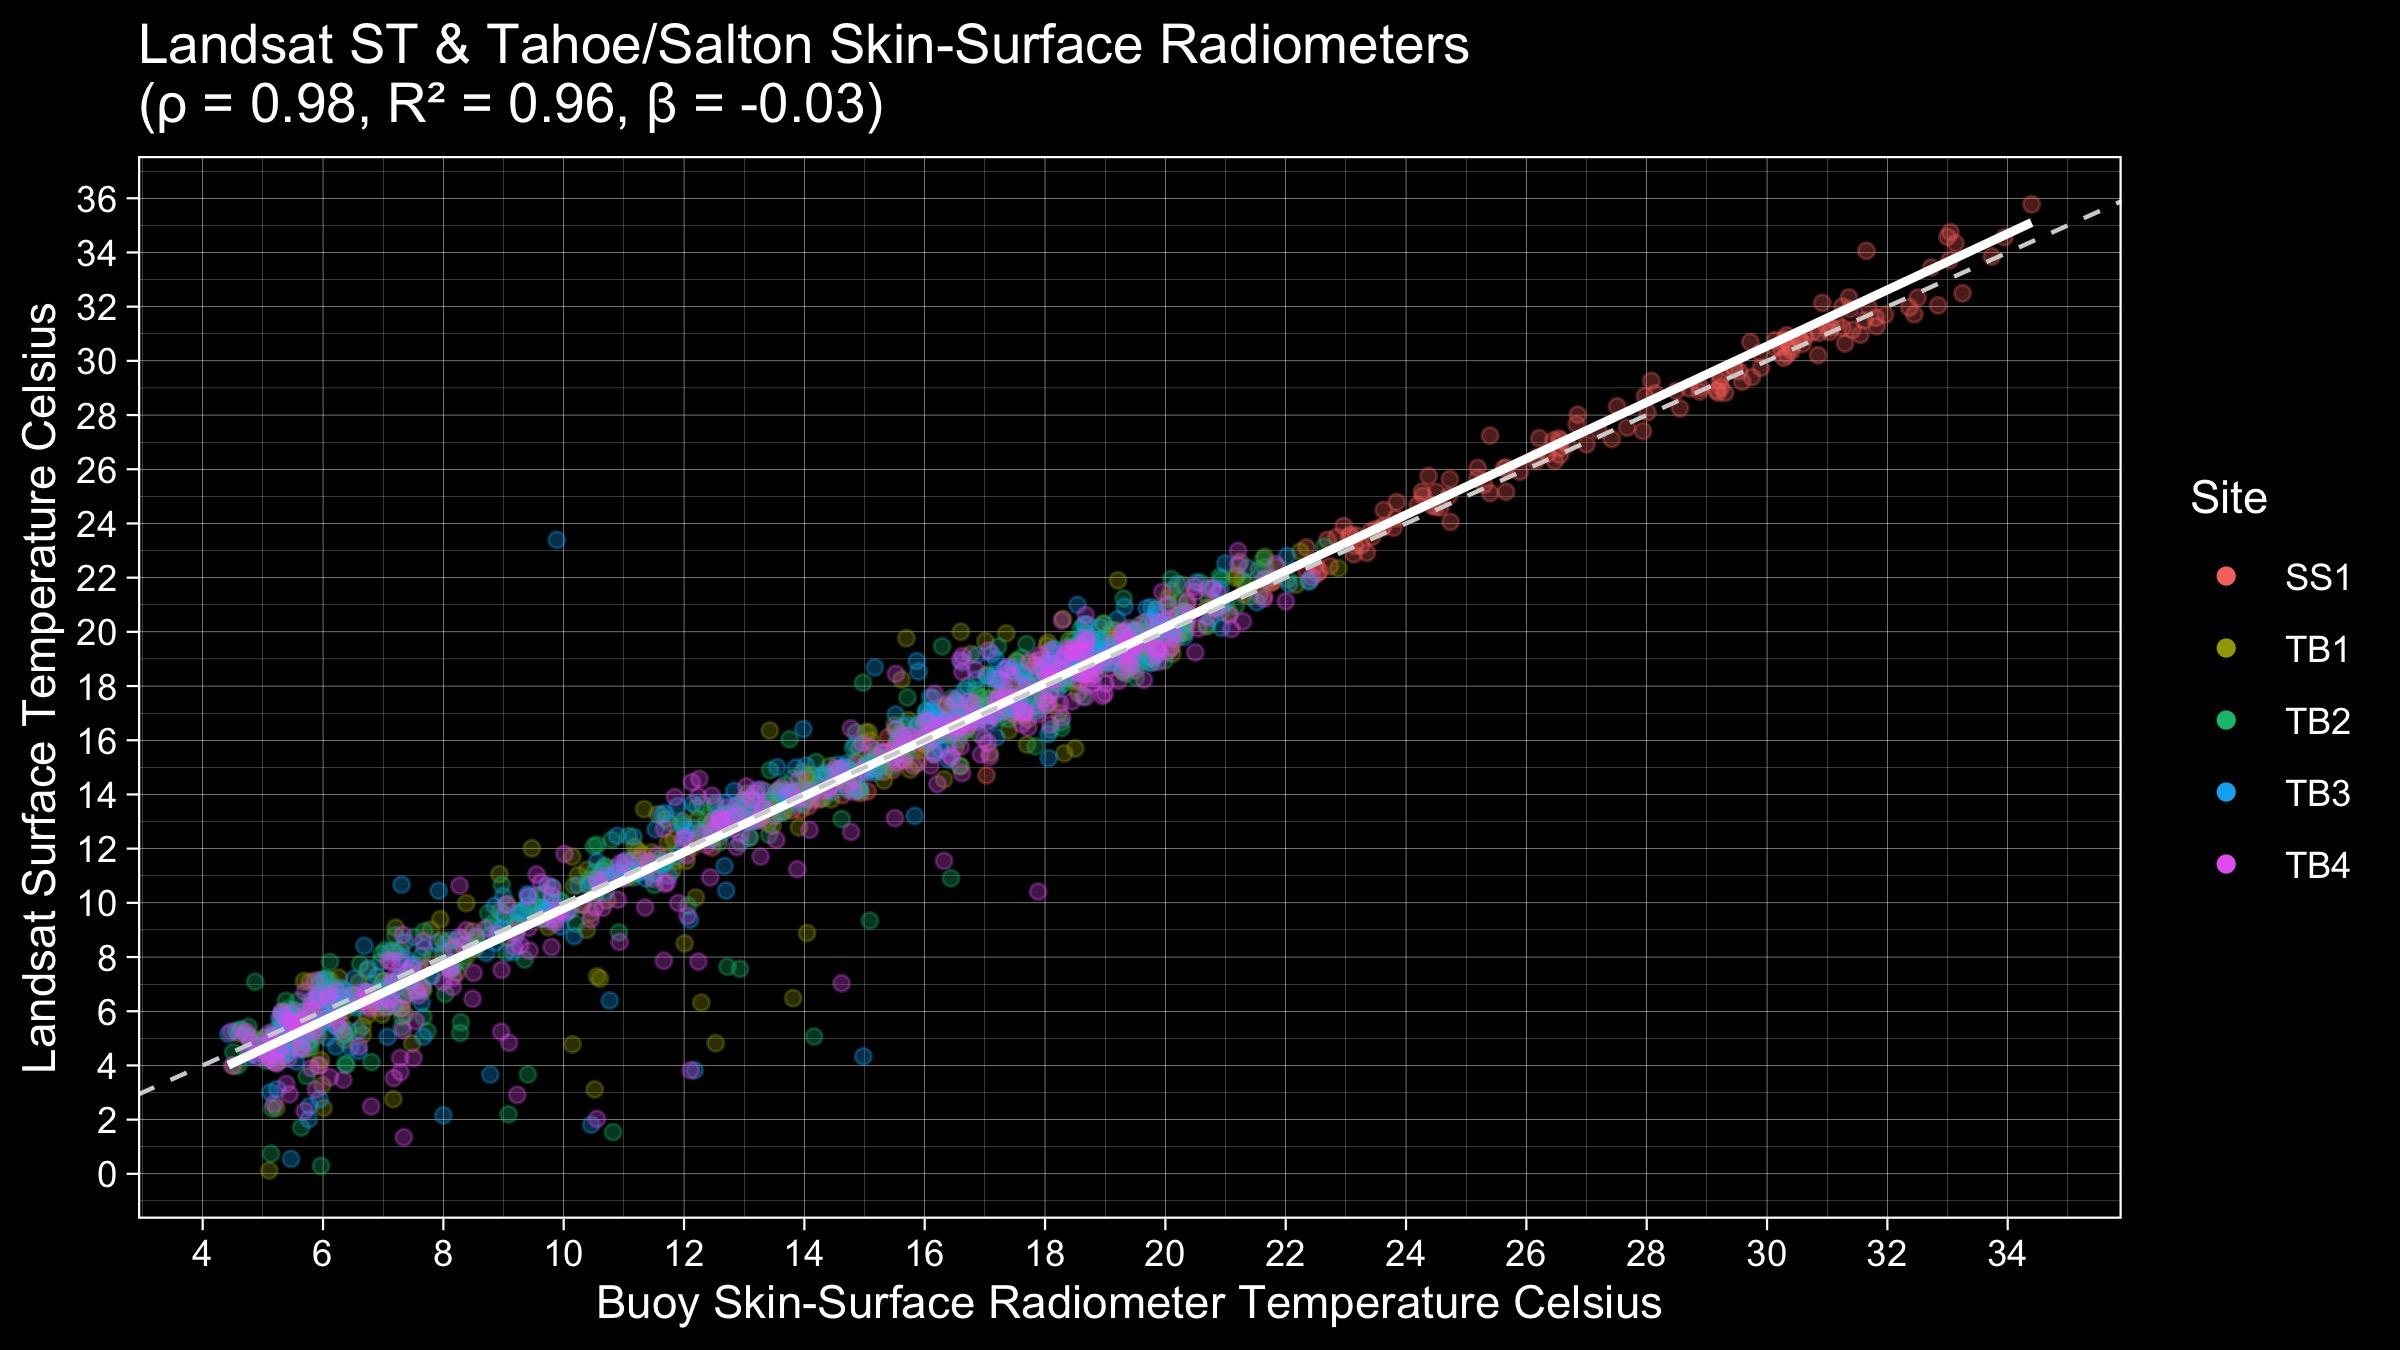 Landsat ST & Tahoe/Salton Skin-Surface Radiometers
(ρ = 0.98, R² = 0.96, β = -0.03)
Landsat Surface Temperature Celsius
36
34
32
30
28
26
24
22
20
18
16
14
12
10
8
6
4
2
0
4 6 8 10 12 14 16 18 20 22 24 26 28 30 32 34
Buoy Skin-Surface Radiometer Temperature Celsius
Site
SS1
TB1
TB2
TB3
TB4